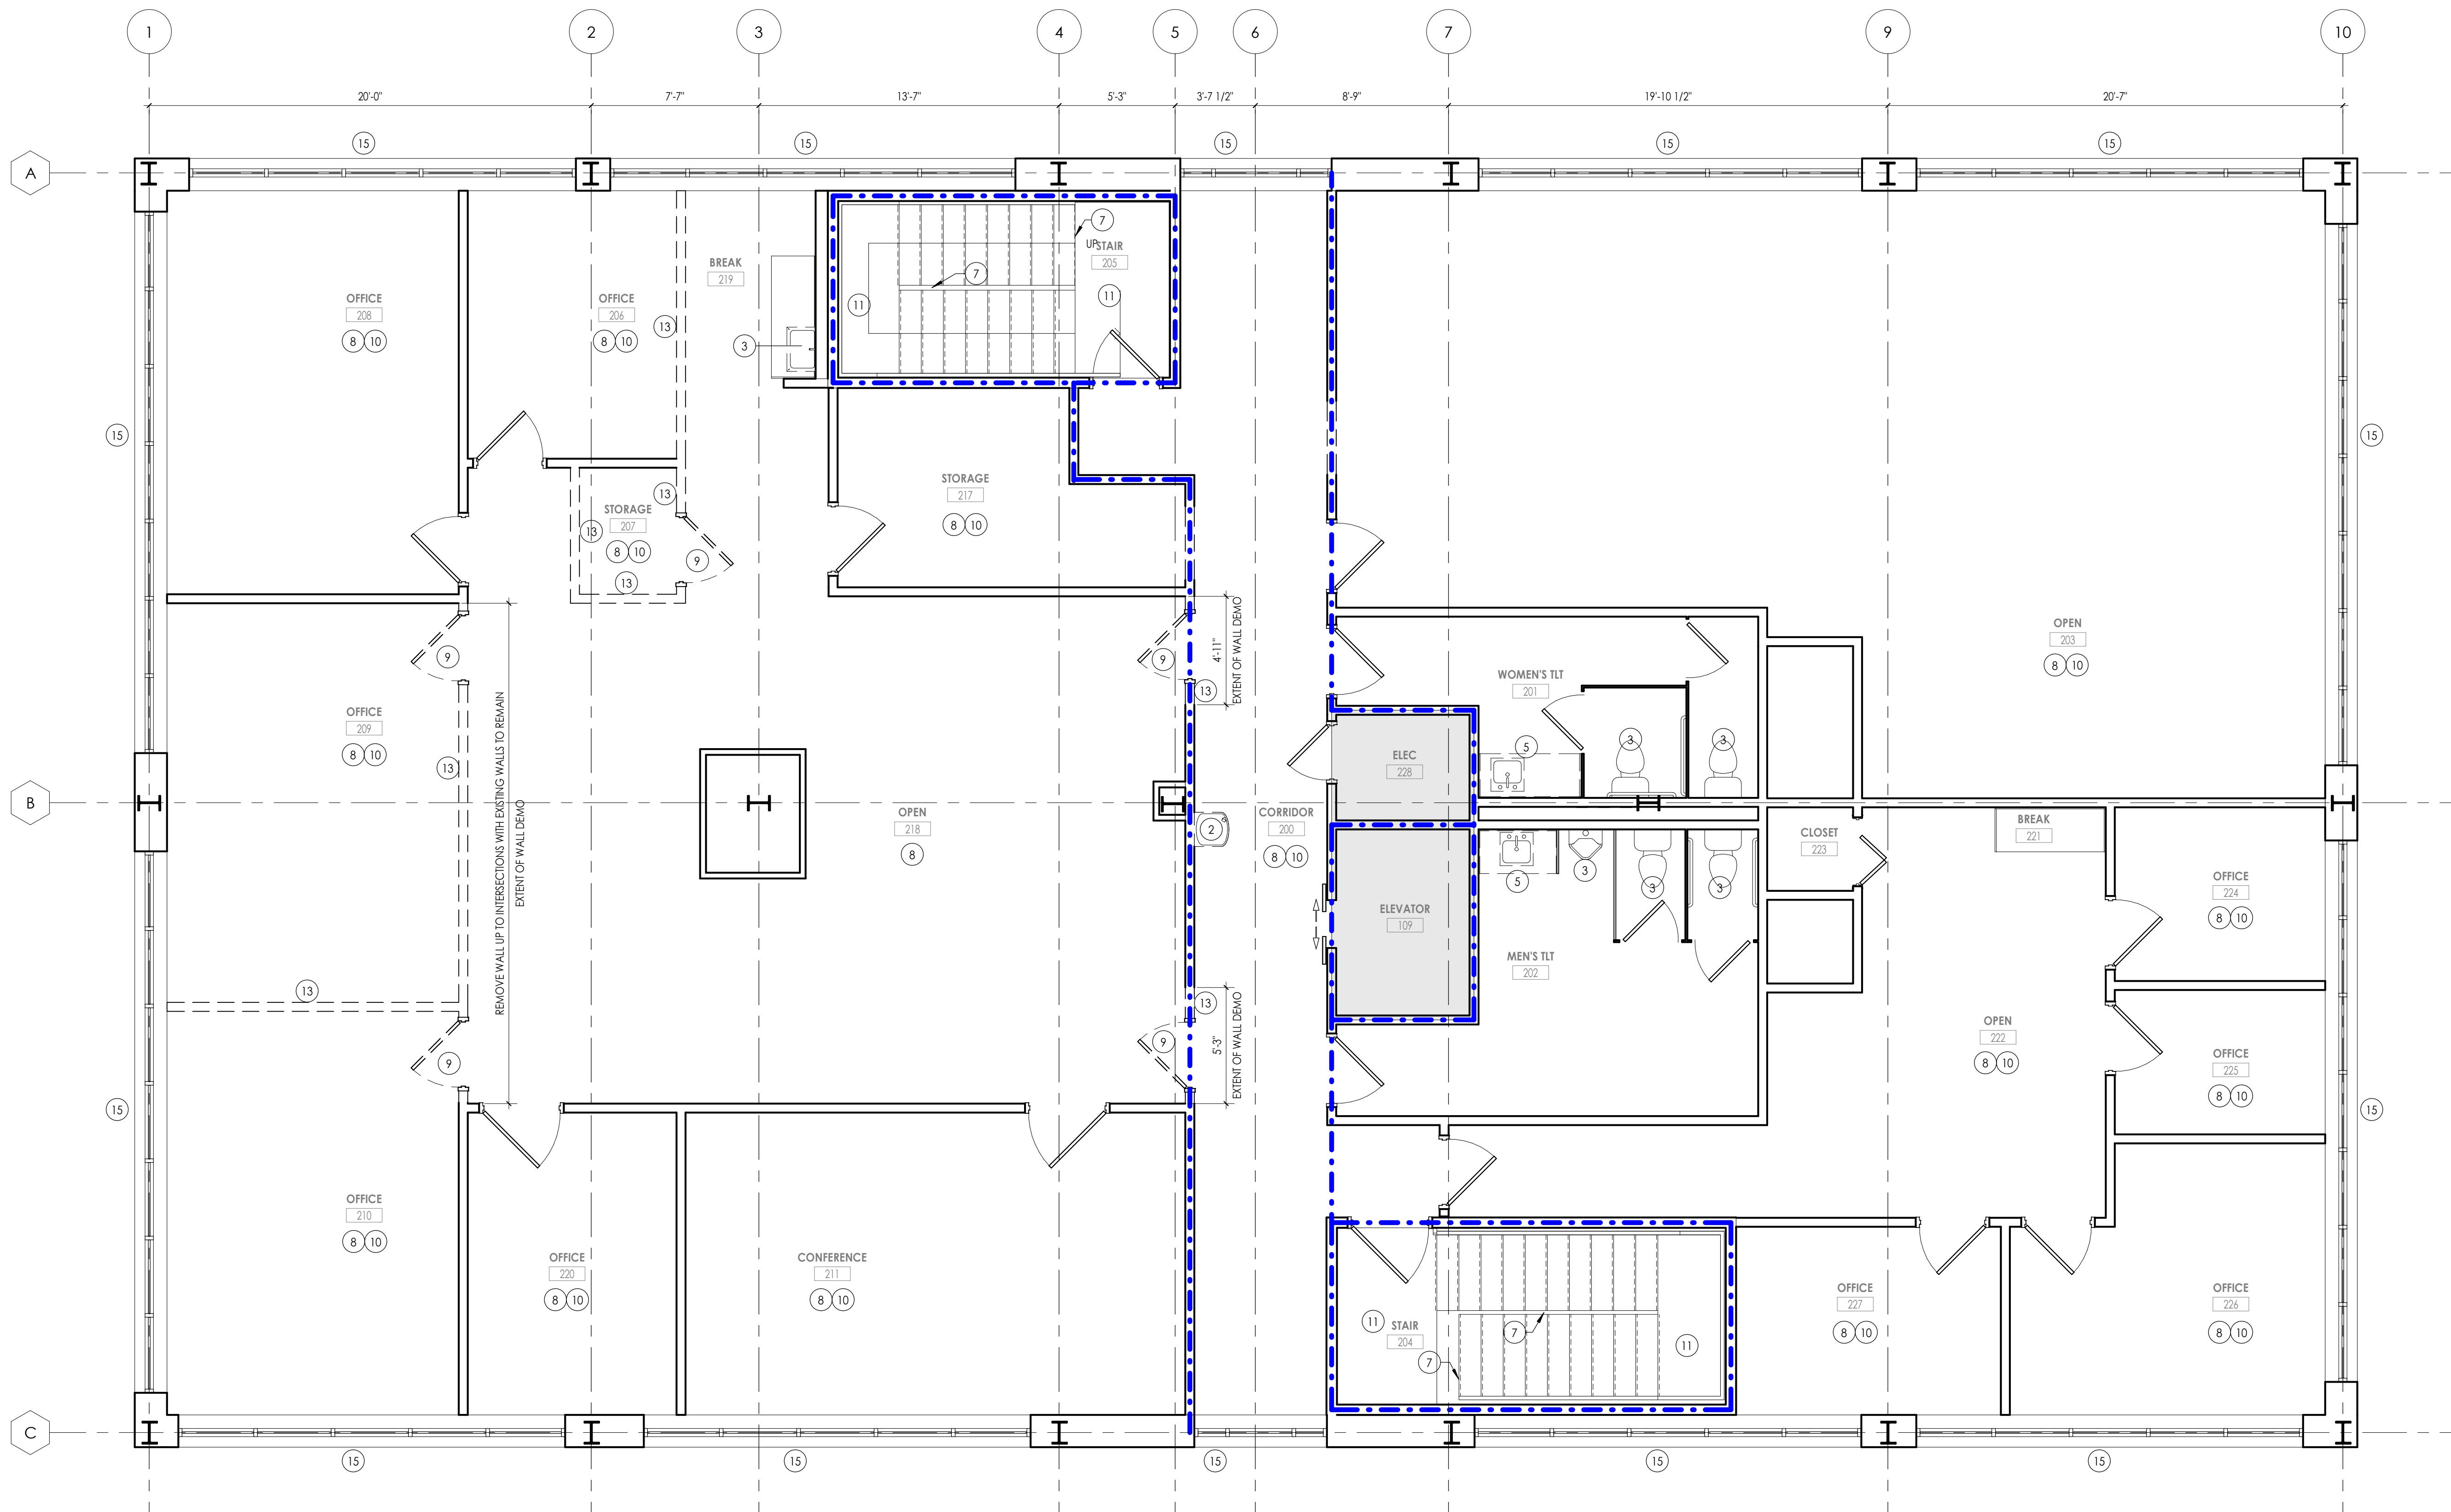 1 2 3 4 5 6 7 9 10
20'-0" 7'-7" 13'-7" 5'-3" 3'-7 1/2" 8'-9" 19'-10 1/2" 20'-7"
15 15 15 15 15
A
7
UP
STAIR
205
BREAK
219
7
11
11
OFFICE
208
8 10
OFFICE
206
8 10
13
3
15
15
STORAGE
217
8 10
13
STORAGE
207
13
8 10
9
13
4'-11"
EXTENT OF WALL DEMO
OPEN
203
8 10
9
9
WOMEN'S TLT
201
13
OFFICE
209
8 10
13
REMOVE WALL UP TO INTERSECTIONS WITH EXISTING WALLS TO REMAIN
EXTENT OF WALL DEMO
5
3
3
ELEC
228
B
OPEN
218
8
2
CORRIDOR
200
8 10
CLOSET
223
BREAK
221
3
5
3
3
OFFICE
224
8 10
ELEVATOR
109
MEN'S TLT
202
13
13
5'-3"
EXTENT OF WALL DEMO
9
9
OPEN
222
8 10
OFFICE
225
8 10
15
15
OFFICE
210
8 10
OFFICE
220
8 10
CONFERENCE
211
8 10
11
STAIR
204
7
7
11
OFFICE
227
8 10
OFFICE
226
8 10
C
15 15 15 15 15